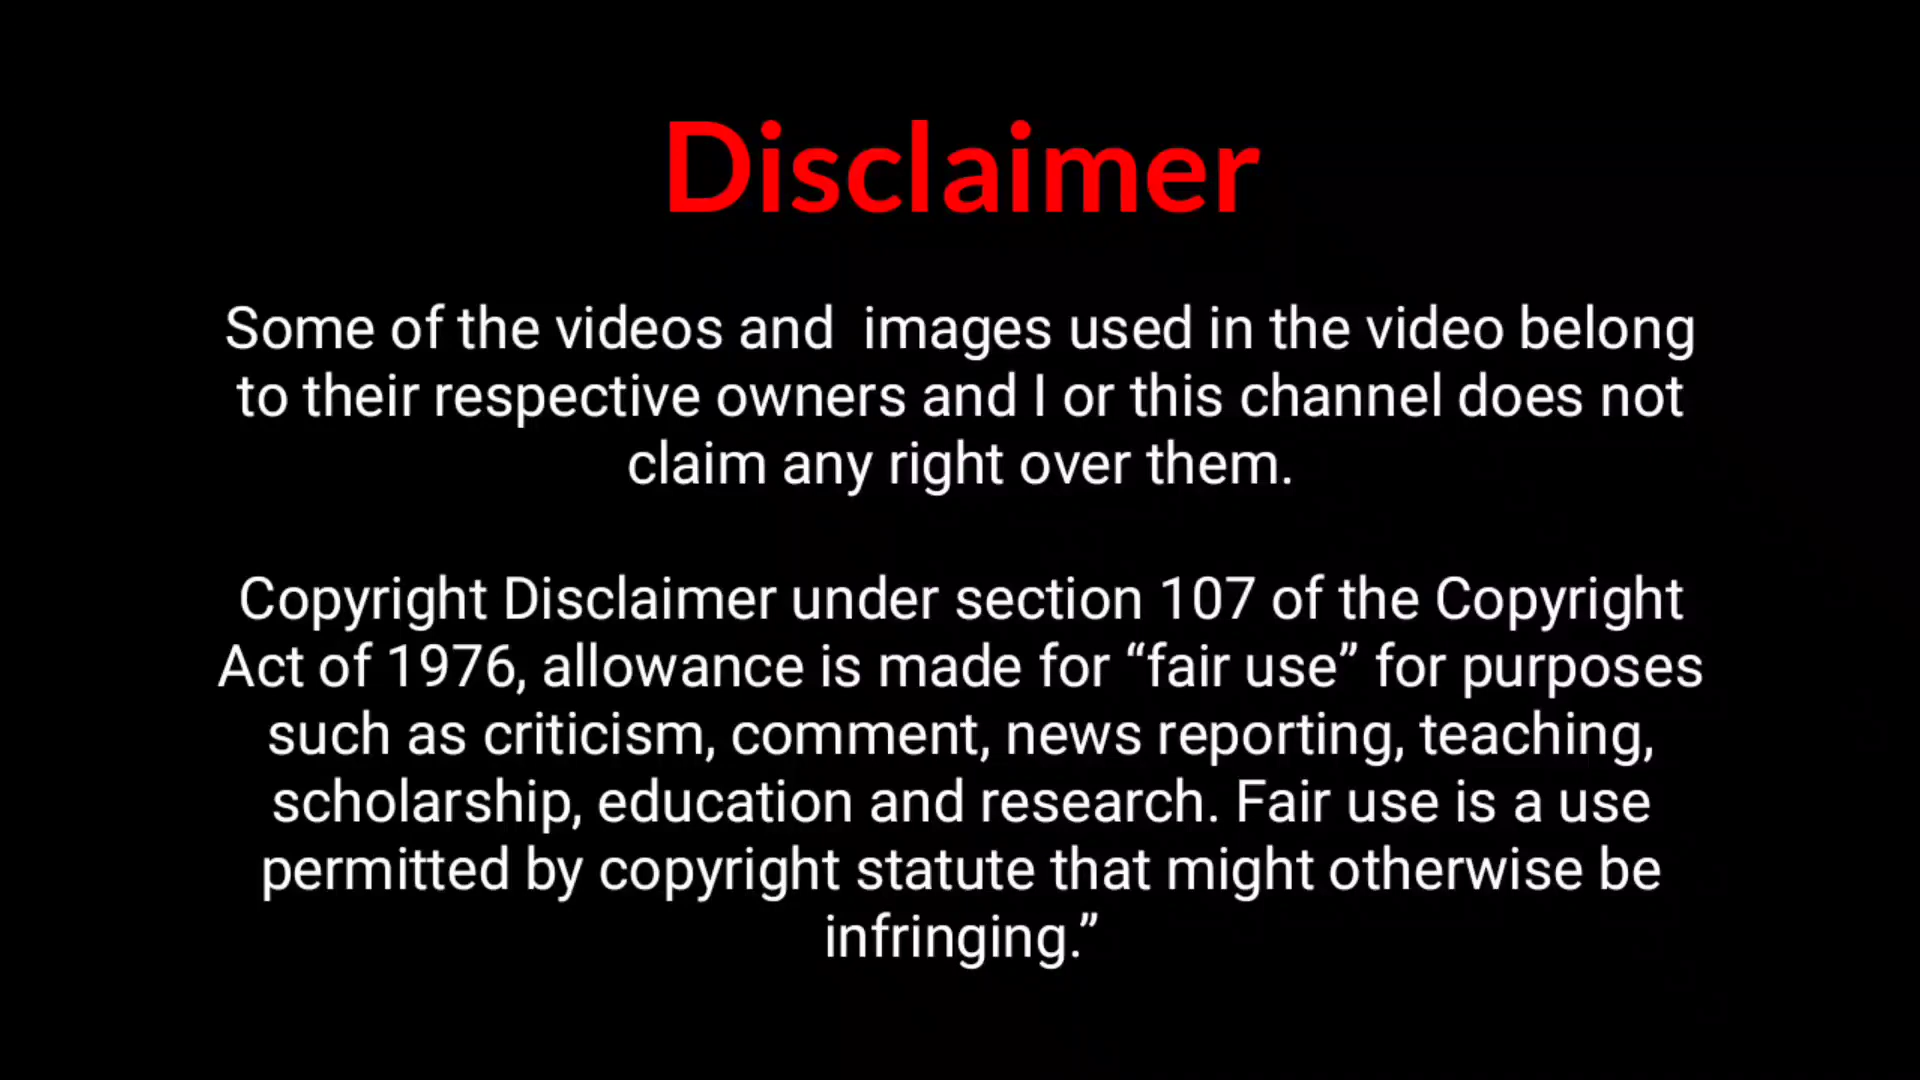 Disclaimer
Some of the videos and  images used in the video belong
to their respective owners and I or this channel does not
claim any right over them.
Copyright Disclaimer under section 107 of the Copyright
Act of 1976, allowance is made for “fair use” for purposes
such as criticism, comment, news reporting, teaching,
scholarship, education and research. Fair use is a use
permitted by copyright statute that might otherwise be
infringing.”